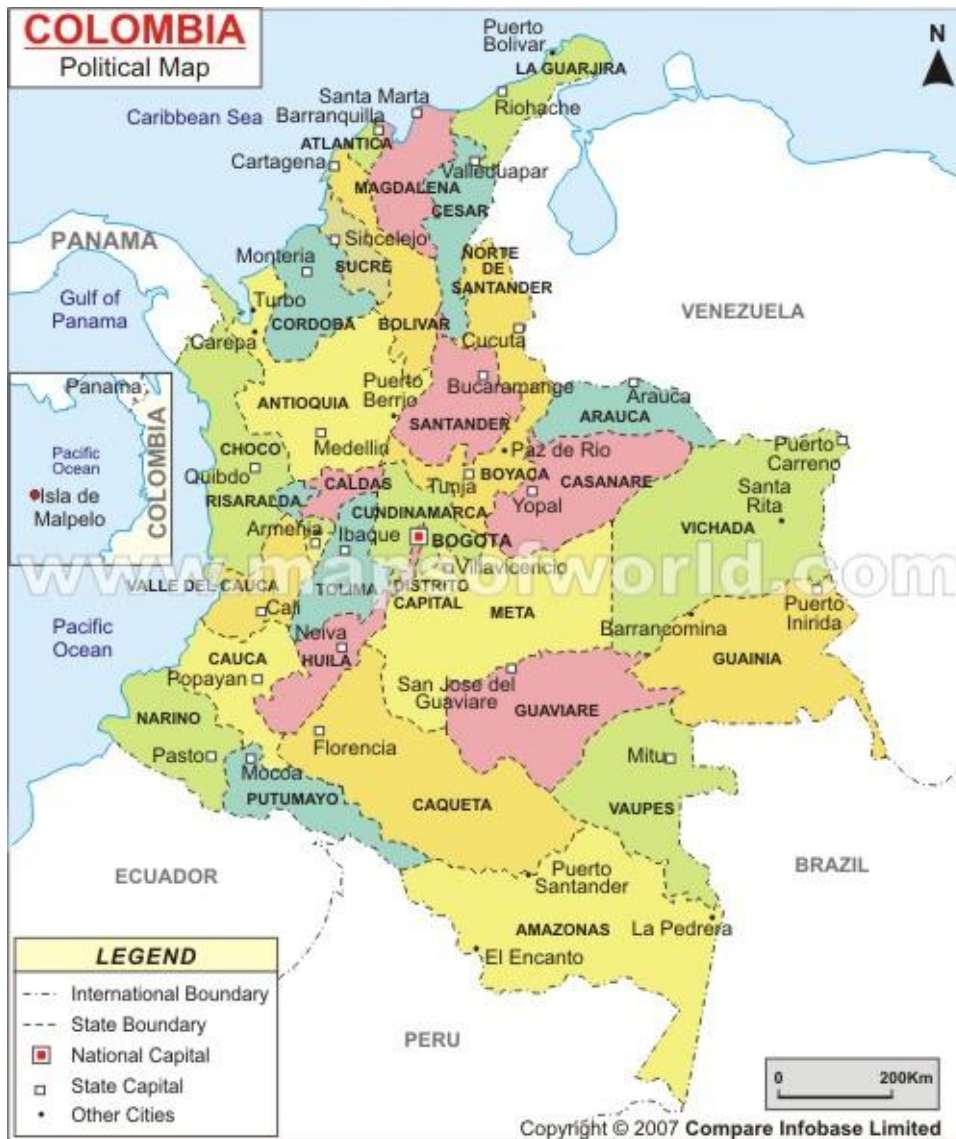 COLOMBIA
Political Map
N
Puerto
Bolivar
LA GUARJIRA
Riohache
Santa Marta
Barranquilla
Caribbean Sea
ATLANTICA
Cartagena
Valleduapar
MAGDALENA
CESAR
PANAMA
Sincelejo
Monteria
SUCRE
NORTE
DE
SANTANDER
Gulf of
Panama
Turbo
CORDOBA
BOLIVAR
VENEZUELA
Carepa
Cucuta
Puerto
Berrjo
Bucaramange
Panama
ANTIOQUIA
SANTANDER
Arauca
ARAUCA
COLOMBIA
Pacific
Ocean
Isla de
Malpelo
CHOCO
Medellin
Paz de Rio
Puerto
Carreno
Quibdo
CALDAS
Tunja
BOYACA
CASANARE
Yopal
Santa
Rita
RISARALDA
CUNDINAMARCA
VICHADA
Armenia
Ibaque
BOGOTA
www.mapsofworld.com
Villavicencio
VALLE DEL CAUCA
TOLIMA
DISTRITO
CAPITAL
META
Cali
Puerto
Inirida
Pacific
Ocean
Neiva
Barrancomina
CAUCA
HUILA
GUAINIA
Popayan
San Jose del
Guaviare
GUAVIARE
NARINO
Florencia
Pasto
Mocoa
Mitu
PUTUMAYO
CAQUETA
VAUPES
ECUADOR
BRAZIL
Puerto
Santander
AMAZONAS
La Pedrera
El Encanto
PERU
LEGEND
International Boundary
State Boundary
National Capital
State Capital
Other Cities
0 200Km
Copyright © 2007 Compare Infobase Limited